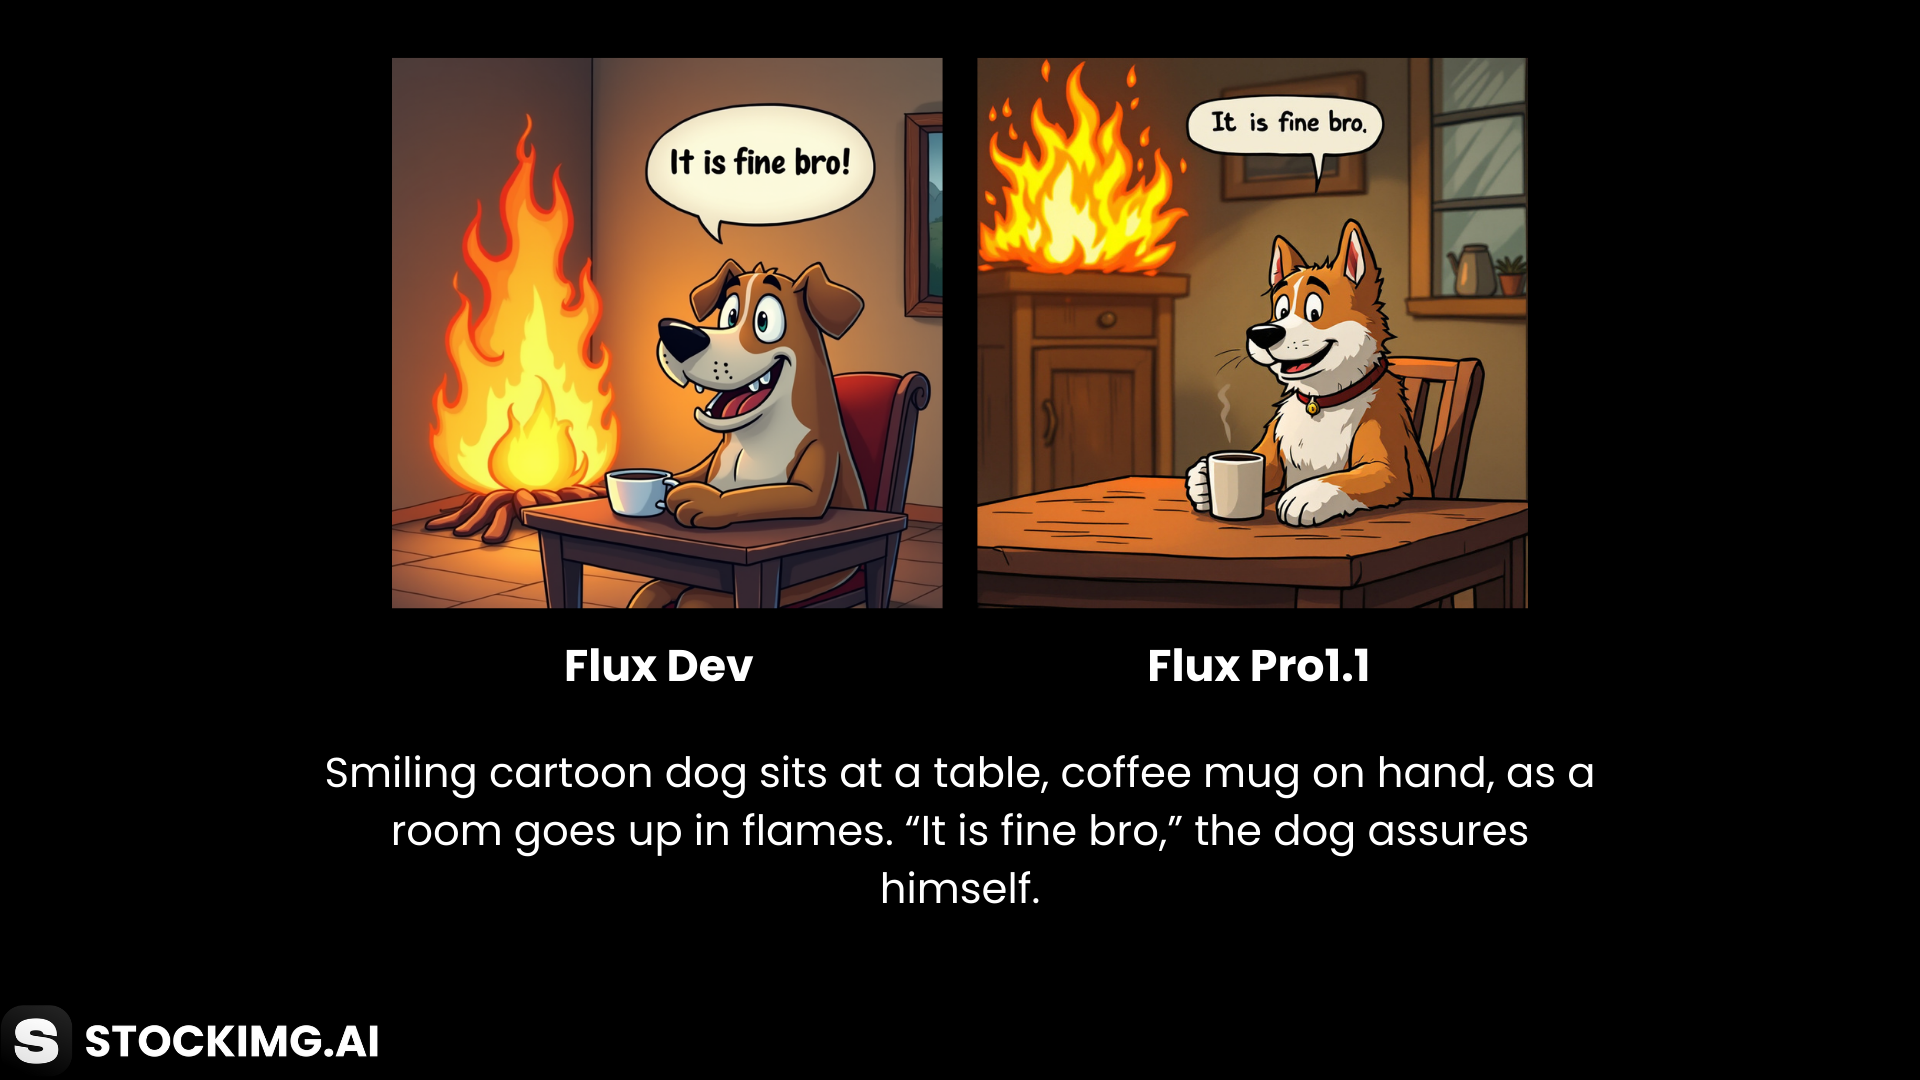 It is fine bro!
It is fine bro.
Flux Dev
Flux Pro1.1
Smiling cartoon dog sits at a table, coffee mug on hand, as a
room goes up in flames. “It is fine bro,” the dog assures
himself.
S STOCKIMG.AI